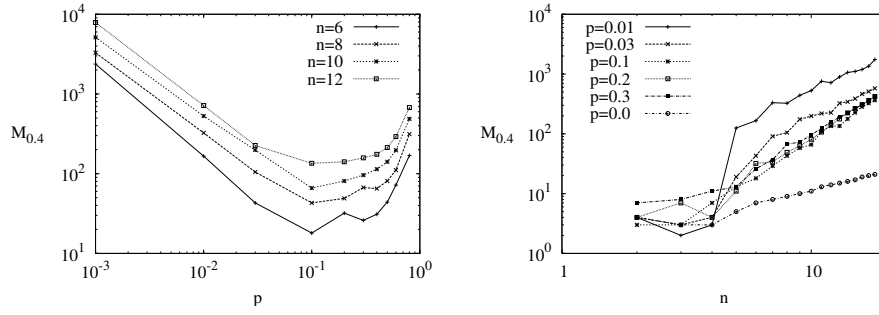 10^4
10^3
10^2
10^1
M_{0.4}
10^{-3}
10^{-2}
10^{-1}
10^0
p
n=6
n=8
n=10
n=12
10^4
10^3
10^2
10^1
10^0
M_{0.4}
1
10
n
p=0.01
p=0.03
p=0.1
p=0.2
p=0.3
p=0.0